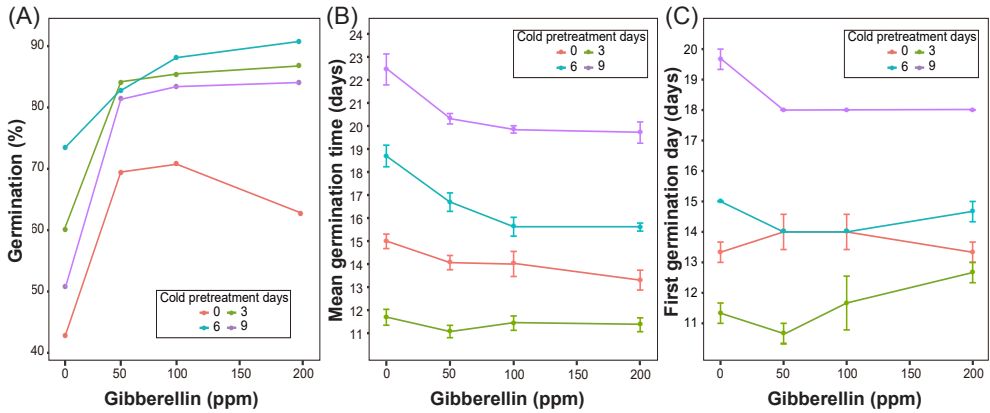 (A)
Germination (%)
90
80
70
60
50
40
Cold pretreatment days
0 3
6 9
0 50 100 150 200
Gibberellin (ppm)
(B)
Mean germination time (days)
24
23
22
21
20
19
18
17
16
15
14
13
12
11
Cold pretreatment days
0 3
6 9
0 50 100 150 200
Gibberellin (ppm)
(C)
First germination day (days)
20
19
18
17
16
15
14
13
12
11
Cold pretreatment days
0 3
6 9
0 50 100 150 200
Gibberellin (ppm)